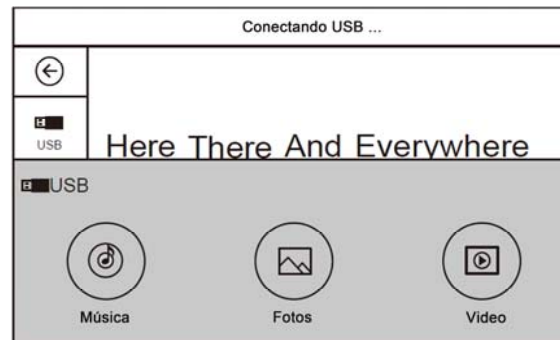 Conectando USB ...
USB
Here There And Everywhere
USB
Música
Fotos
Video